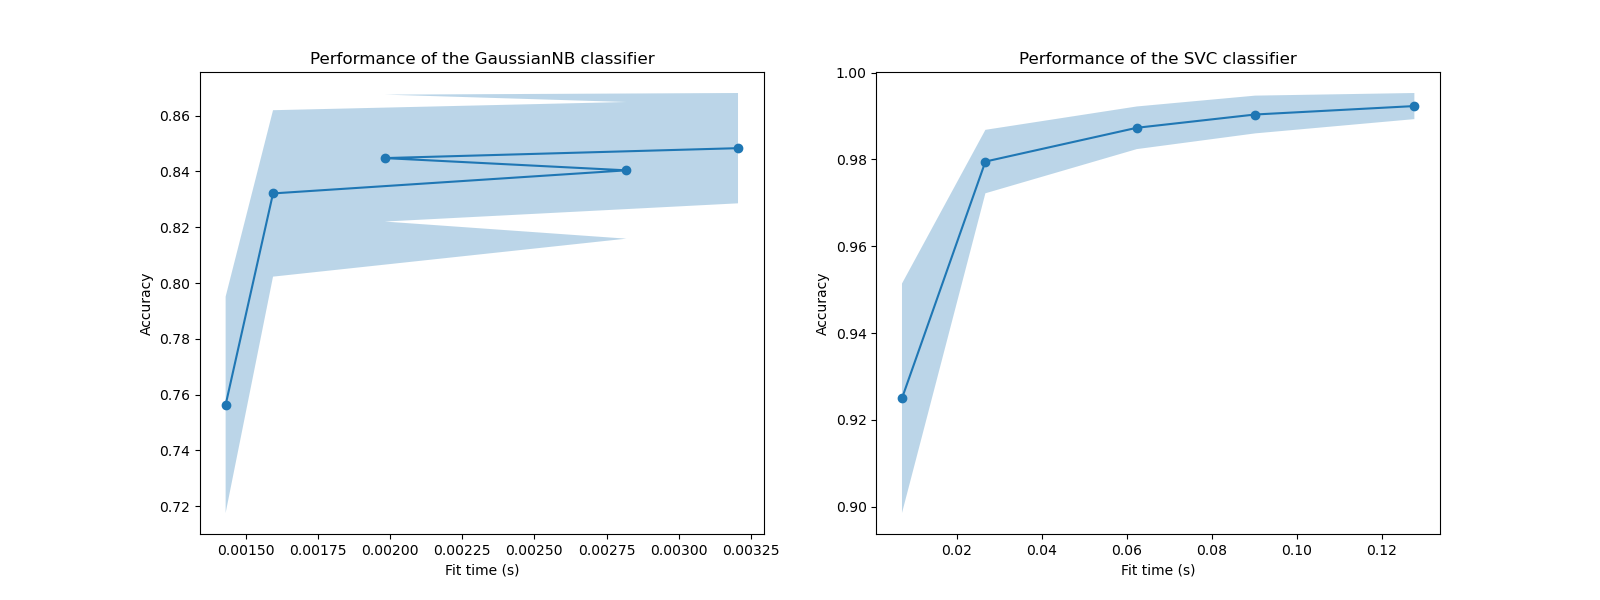 Performance of the GaussianNB classifier
Accuracy
0.86
0.84
0.82
0.80
0.78
0.76
0.74
0.72
0.00150 0.00175 0.00200 0.00225 0.00250 0.00275 0.00300 0.00325
Fit time (s)
Performance of the SVC classifier
Accuracy
1.00
0.98
0.96
0.94
0.92
0.90
0.02 0.04 0.06 0.08 0.10 0.12
Fit time (s)